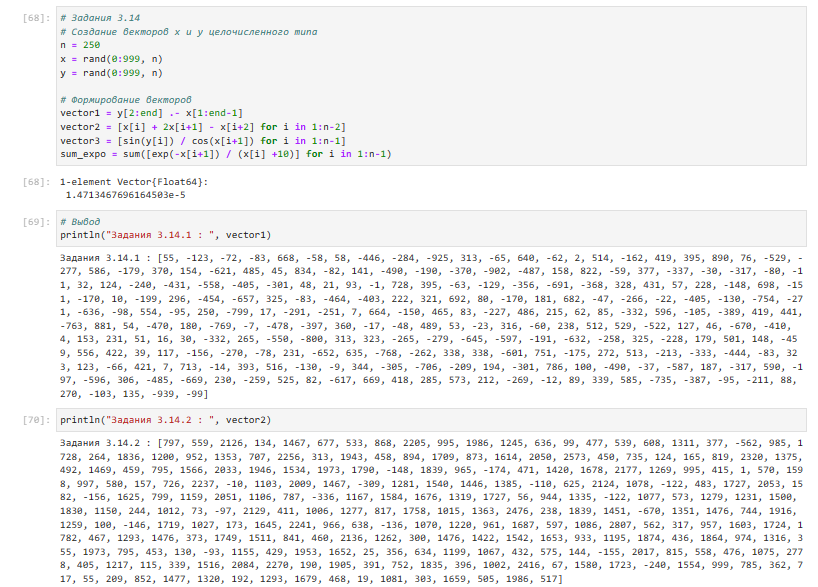 [68]: # Задания 3.14
# Создание векторов x и y целочисленного типа
n = 250
x = rand(0:999, n)
y = rand(0:999, n)
# Формирование векторов
vector1 = y[2:end] .- x[1:end-1]
vector2 = [x[i] + 2x[i+1] - x[i+2] for i in 1:n-2]
vector3 = [sin(y[i]) / cos(x[i+1]) for i in 1:n-1]
sum_expo = sum([exp(-x[i+1]) / (x[i] +10)] for i in 1:n-1)
[68]: 1-element Vector{Float64}:
1.4713467696164503e-5
[69]: # Вывод
println("Задания 3.14.1 : ", vector1)
Задания 3.14.1 : [55, -123, -72, -83, 668, -58, 58, -446, -284, -925, 313, -65, 640, -62, 2, 514, -162, 419, 395, 890, 76, -529, -
277, 586, -179, 370, 154, -621, 485, 45, 834, -82, 141, -490, -190, -370, -902, -487, 158, 822, -59, 377, -337, -30, -317, -80, -1
1, 32, 124, -240, -431, -558, -405, -301, 48, 21, 93, -1, 728, 395, -63, -129, -356, -691, -368, 328, 431, 57, 228, -148, 698, -15
1, -170, 10, -199, 296, -454, -657, 325, -83, -464, -403, 222, 321, 692, 80, -170, 181, 682, -47, -266, -22, -405, -130, -754, -27
1, -636, -98, 554, -95, 250, -799, 17, -291, -251, 7, 664, -150, 465, 83, -227, 486, 215, 62, 85, -332, 596, -105, -389, 419, 441,
-763, 881, 54, -470, 180, -769, -7, -478, -397, 360, -17, -48, 489, 53, -23, 316, -60, 238, 512, 529, -522, 127, 46, -670, -410,
4, 153, 231, 51, 16, 30, -332, 265, -550, -800, 313, 323, -265, -279, -645, -597, -191, -632, -258, 325, -228, 179, 501, 148, -45
9, 556, 422, 39, 117, -156, -270, -78, 231, -652, 635, -768, -262, 338, 338, -601, 751, -175, 272, 513, -213, -333, -444, -83, 32
3, 123, -66, 421, 7, 713, -14, 393, 516, -130, -9, 344, -305, -706, -209, 194, -301, 786, 100, -490, -37, -587, 187, -317, 590, -1
97, -596, 306, -485, -669, 230, -259, 525, 82, -617, 669, 418, 285, 573, 212, -269, -12, 89, 339, 585, -735, -387, -95, -211, 88,
270, -103, 135, -939, -99]
[70]: println("Задания 3.14.2 : ", vector2)
Задания 3.14.2 : [797, 559, 2126, 134, 1467, 677, 533, 868, 2205, 995, 1986, 1245, 636, 99, 477, 539, 608, 1311, 377, -562, 985, 1
728, 264, 1836, 1200, 952, 1353, 707, 2256, 313, 1943, 458, 894, 1709, 873, 1614, 2050, 2573, 450, 735, 124, 165, 819, 2320, 1375,
492, 1469, 459, 795, 1566, 2033, 1946, 1534, 1973, 1790, -148, 1839, 965, -174, 471, 1420, 1678, 2177, 1269, 995, 415, 1, 570, 159
8, 997, 580, 157, 726, 2237, -10, 1103, 2009, 1467, -309, 1281, 1540, 1446, 1385, -110, 625, 2124, 1078, -122, 483, 1727, 2053, 15
82, -156, 1625, 799, 1159, 2051, 1106, 787, -336, 1167, 1584, 1676, 1319, 1727, 56, 944, 1335, -122, 1077, 573, 1279, 1231, 1500,
1830, 1150, 244, 1012, 73, -97, 2129, 411, 1006, 1277, 817, 1758, 1015, 1363, 2476, 238, 1839, 1451, -670, 1351, 1476, 744, 1916,
1259, 100, -146, 1719, 1027, 173, 1645, 2241, 966, 638, -136, 1070, 1220, 961, 1687, 597, 1086, 2807, 562, 317, 957, 1603, 1724, 1
782, 467, 1293, 1476, 373, 1749, 1511, 841, 460, 2136, 1262, 300, 1476, 1422, 1542, 1653, 933, 1195, 1874, 436, 1864, 974, 1316, 3
55, 1973, 795, 453, 130, -93, 1155, 429, 1953, 1652, 25, 356, 634, 1199, 1067, 432, 575, 144, -155, 2017, 815, 558, 476, 1075, 277
8, 405, 1217, 115, 339, 1516, 2084, 2270, 190, 1905, 391, 752, 1835, 396, 1002, 2416, 67, 1580, 1723, -240, 1554, 999, 785, 362, 7
17, 55, 209, 852, 1477, 1320, 192, 1293, 1679, 468, 19, 1081, 303, 1659, 505, 1986, 517]